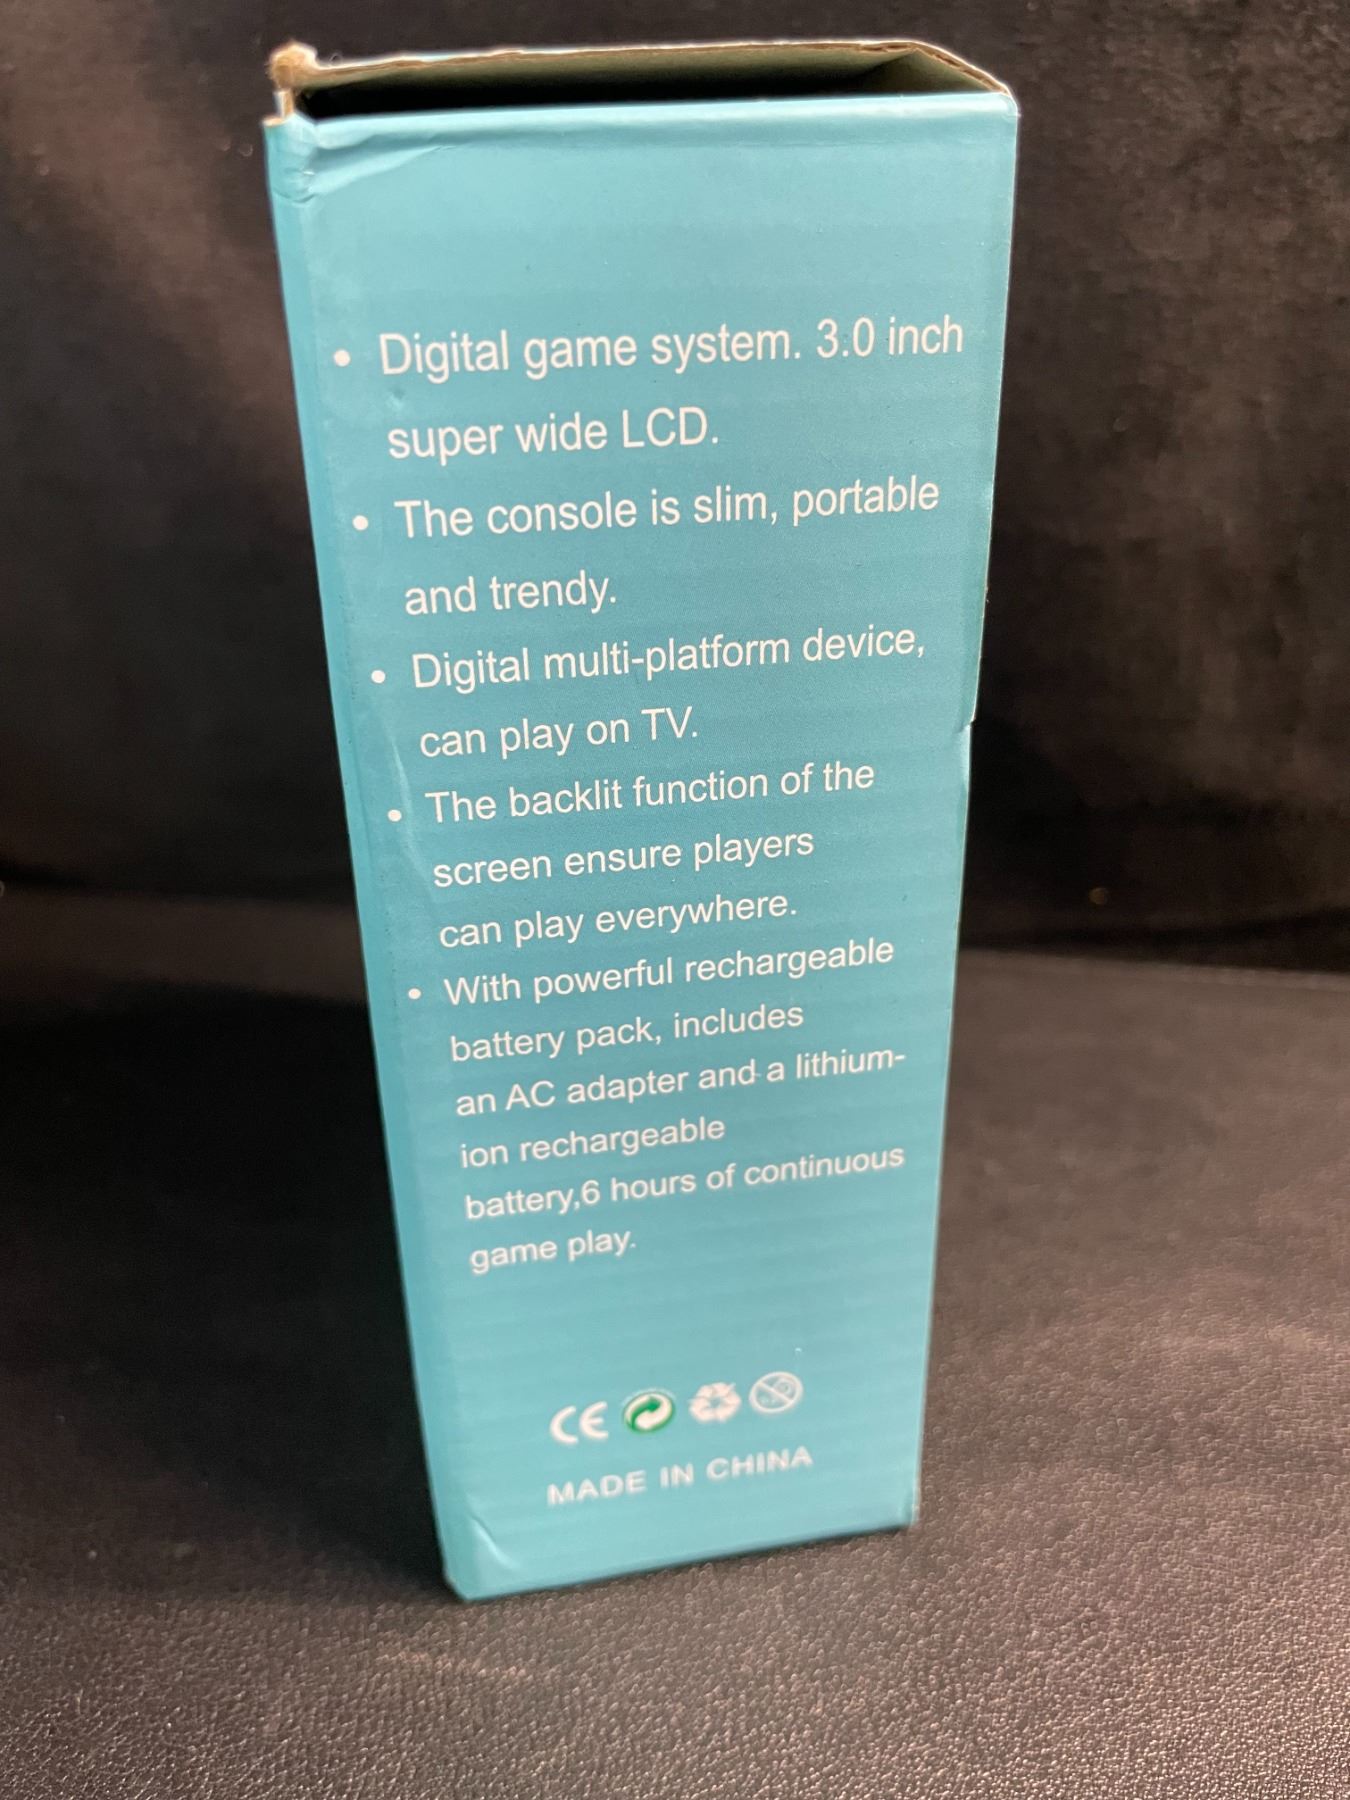 • Digital game system. 3.0 inch
super wide LCD.
• The console is slim, portable
and trendy.
• Digital multi-platform device,
can play on TV.
• The backlit function of the
screen ensure players
can play everywhere.
• With powerful rechargeable
battery pack, includes
an AC adapter and a lithium-
ion rechargeable
battery,6 hours of continuous
game play.
CE
MADE IN CHINA